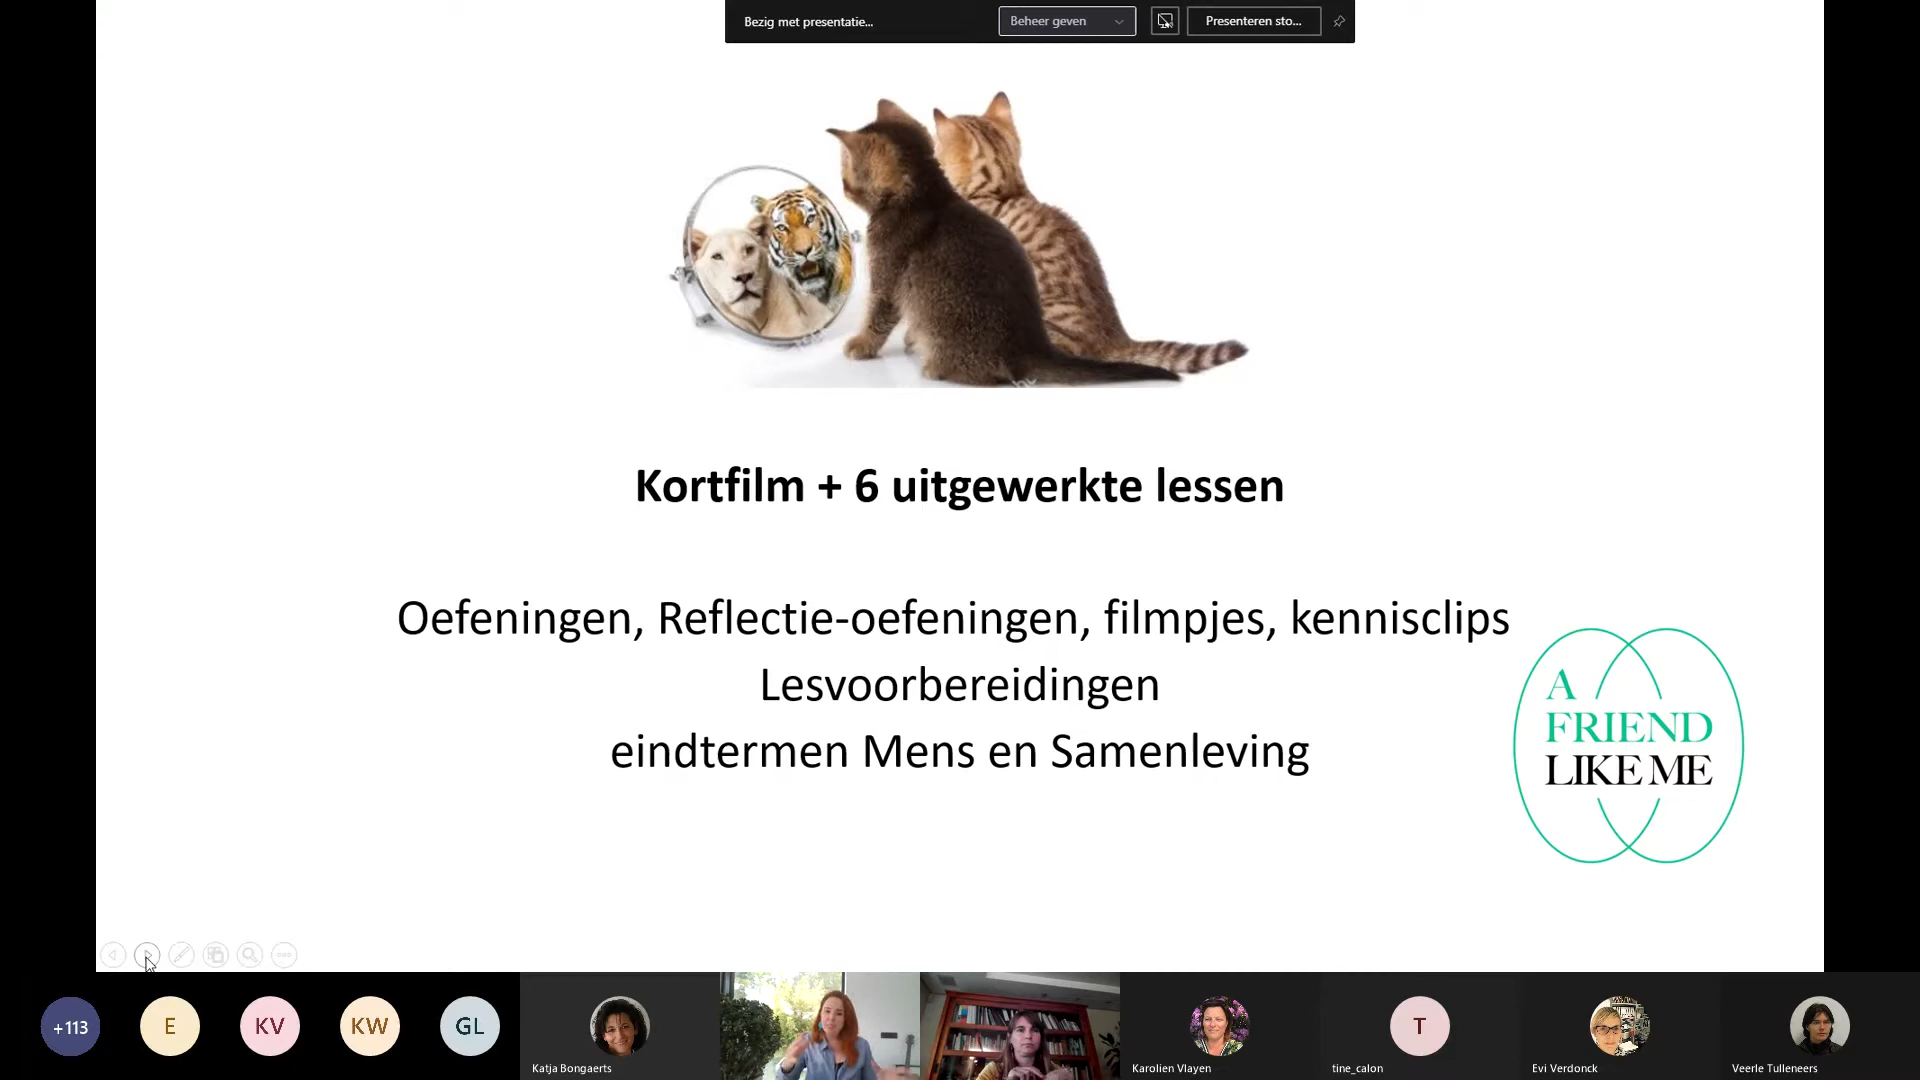 Bezig met presentatie...
Beheer geven
Presenteren sto...
Kortfilm + 6 uitgewerkte lessen
Oefeningen, Reflectie-oefeningen, filmpjes, kennisclips
Lesvoorbereidingen
eindtermen Mens en Samenleving
A
FRIEND
LIKE ME
+113
E
KV
KW
GL
T
Katja Bongaerts
Karolien Vlayen
tine_calon
Evi Verdonck
Veerle Tulleneers